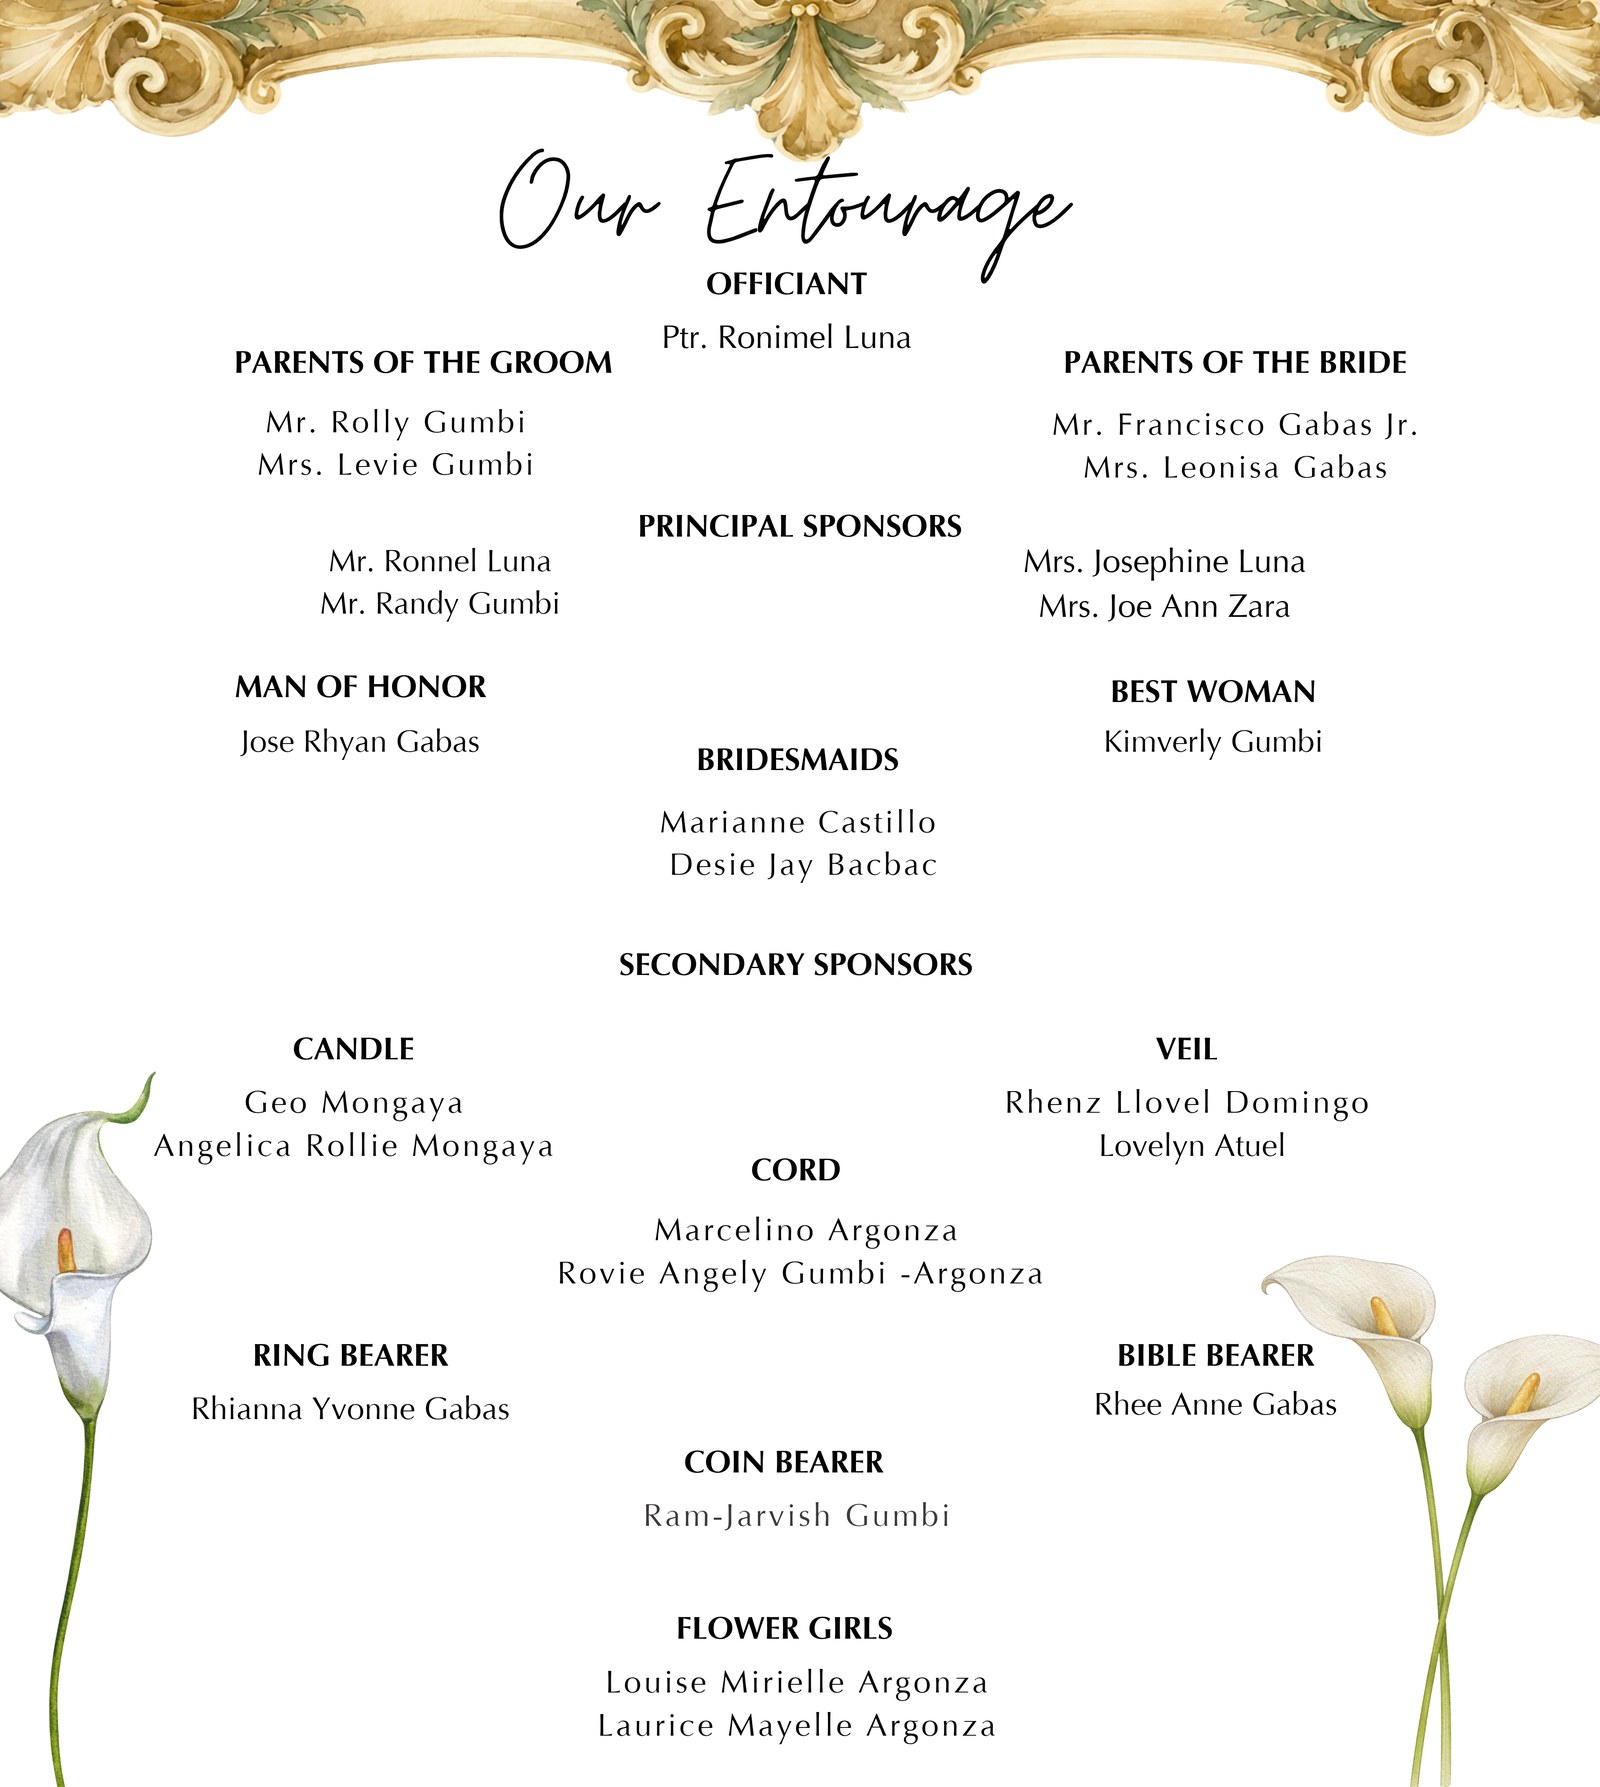 Our Entourage
OFFICIANT
Ptr. Ronimel Luna
PARENTS OF THE GROOM
Mr. Rolly Gumbi
Mrs. Levie Gumbi
PARENTS OF THE BRIDE
Mr. Francisco Gabas Jr.
Mrs. Leonisa Gabas
PRINCIPAL SPONSORS
Mr. Ronnel Luna
Mr. Randy Gumbi
Mrs. Josephine Luna
Mrs. Joe Ann Zara
MAN OF HONOR
Jose Rhyan Gabas
BEST WOMAN
Kimverly Gumbi
BRIDESMAIDS
Marianne Castillo
Desie Jay Bacbac
SECONDARY SPONSORS
CANDLE
Geo Mongaya
Angelica Rollie Mongaya
VEIL
Rhenz Llovel Domingo
Lovelyn Atuel
CORD
Marcelino Argonza
Rovie Angely Gumbi -Argonza
RING BEARER
Rhianna Yvonne Gabas
BIBLE BEARER
Rhee Anne Gabas
COIN BEARER
Ram-Jarvish Gumbi
FLOWER GIRLS
Louise Mirielle Argonza
Laurice Mayelle Argonza